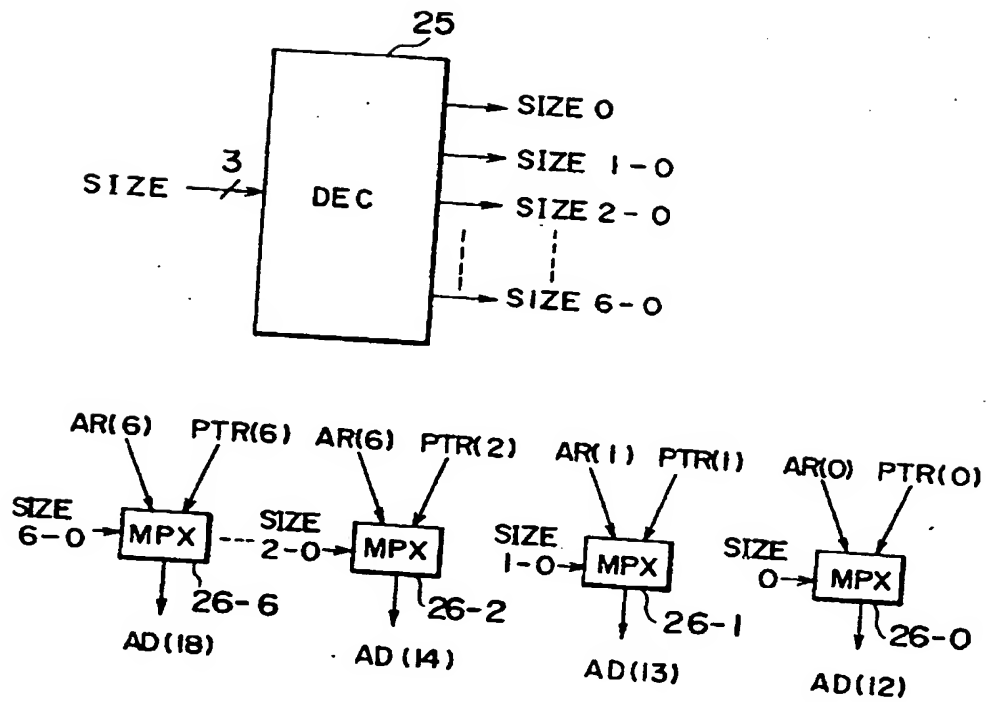 25
SIZE 0
3
SIZE 1-0
SIZE
DEC
SIZE 2-0
SIZE 6-0
AR(6) PTR(6) AR(6) PTR(2) AR(1) PTR(1) AR(0) PTR(0)
SIZE 6-0 MPX SIZE 2-0 MPX SIZE 1-0 MPX SIZE 0 MPX
26-6 26-2 26-1 26-0
AD(18) AD(14) AD(13) AD(12)